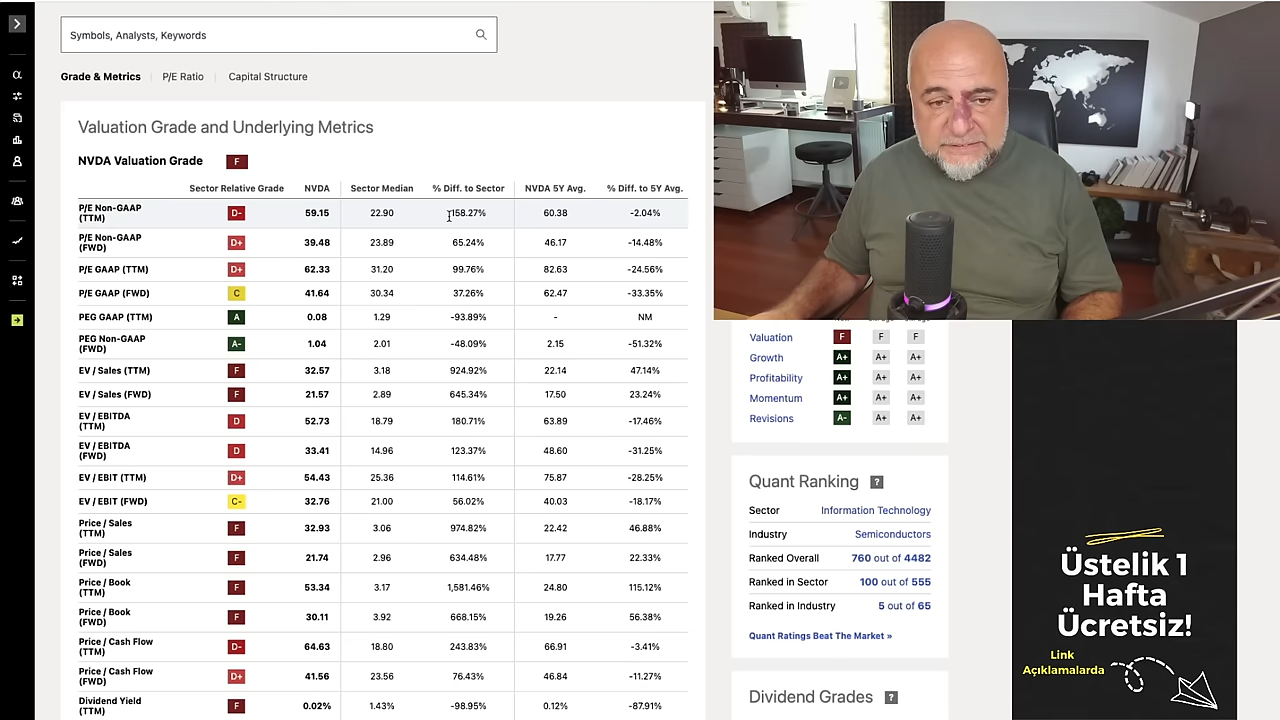 Symbols, Analysts, Keywords
Grade & Metrics P/E Ratio Capital Structure
Valuation Grade and Underlying Metrics
NVDA Valuation Grade F
Sector Relative Grade NVDA Sector Median % Diff. to Sector NVDA 5Y Avg. % Diff. to 5Y Avg.
P/E Non-GAAP (TTM) D- 59.15 22.90 158.27% 60.38 -2.04%
P/E Non-GAAP (FWD) D+ 39.48 23.89 65.24% 46.17 -14.48%
P/E GAAP (TTM) D+ 62.33 31.20 99.76% 82.63 -24.56%
P/E GAAP (FWD) C 41.64 30.34 37.26% 62.47 -33.35%
PEG GAAP (TTM) A 0.08 1.29 -93.89% - NM
PEG Non-GAAP (FWD) A- 1.04 2.01 -48.09% 2.15 -51.32%
EV / Sales (TTM) F 32.57 3.18 924.92% 22.14 47.14%
EV / Sales (FWD) F 21.57 2.89 645.34% 17.50 23.24%
EV / EBITDA (TTM) D 52.73 18.79 180.71% 63.89 -17.46%
EV / EBITDA (FWD) D 33.41 14.96 123.37% 48.60 -31.25%
EV / EBIT (TTM) D+ 54.43 25.36 114.61% 75.87 -28.25%
EV / EBIT (FWD) C- 32.76 21.00 56.02% 40.03 -18.17%
Price / Sales (TTM) F 32.93 3.06 974.82% 22.42 46.88%
Price / Sales (FWD) F 21.74 2.96 634.48% 17.77 22.33%
Price / Book (TTM) F 53.34 3.17 1,581.46% 24.80 115.12%
Price / Book (FWD) F 30.11 3.92 668.15% 19.26 56.38%
Price / Cash Flow (TTM) D- 64.63 18.80 243.83% 66.91 -3.41%
Price / Cash Flow (FWD) D+ 41.56 23.56 76.43% 46.84 -11.27%
Dividend Yield (TTM) F 0.02% 1.43% -98.95% 0.12% -87.91%
Valuation F F F
Growth A+ A+ A+
Profitability A+ A+ A+
Momentum A+ A+ A+
Revisions A- A+ A+
Quant Ranking ?
Sector Information Technology
Industry Semiconductors
Ranked Overall 760 out of 4482
Ranked in Sector 100 out of 555
Ranked in Industry 5 out of 65
Quant Ratings Beat The Market »
Dividend Grades ?
Üstelik 1
Hafta
Ücretsiz!
Link
Açıklamalarda